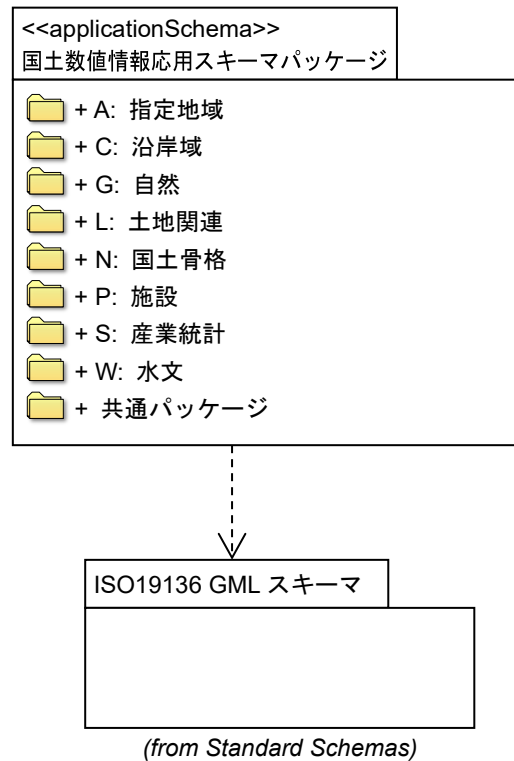 <<applicationSchema>>
国土数値情報応用スキーマパッケージ
+ A: 指定地域
+ C: 沿岸域
+ G: 自然
+ L: 土地関連
+ N: 国土骨格
+ P: 施設
+ S: 産業統計
+ W: 水文
+ 共通パッケージ
ISO19136 GML スキーマ
(from Standard Schemas)